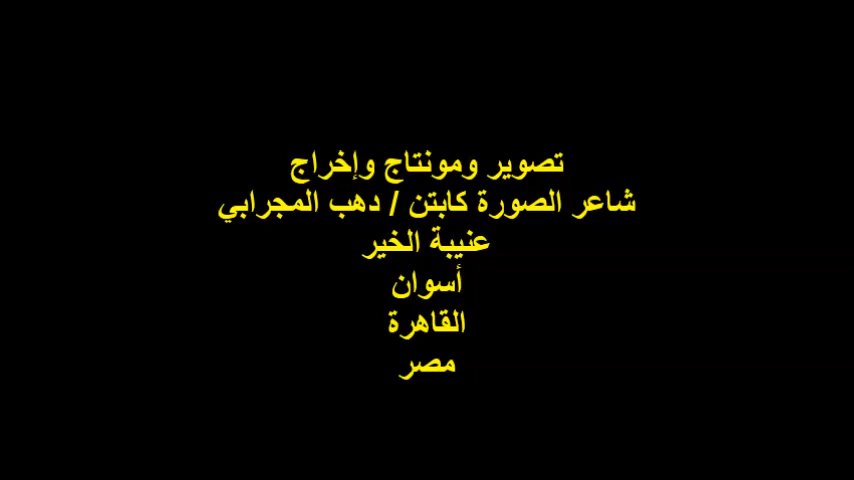 تصوير ومونتاج وإخراج
شاعر الصورة كابتن / دهب المجرابي
عنيبة الخير
أسوان
القاهرة
مصر